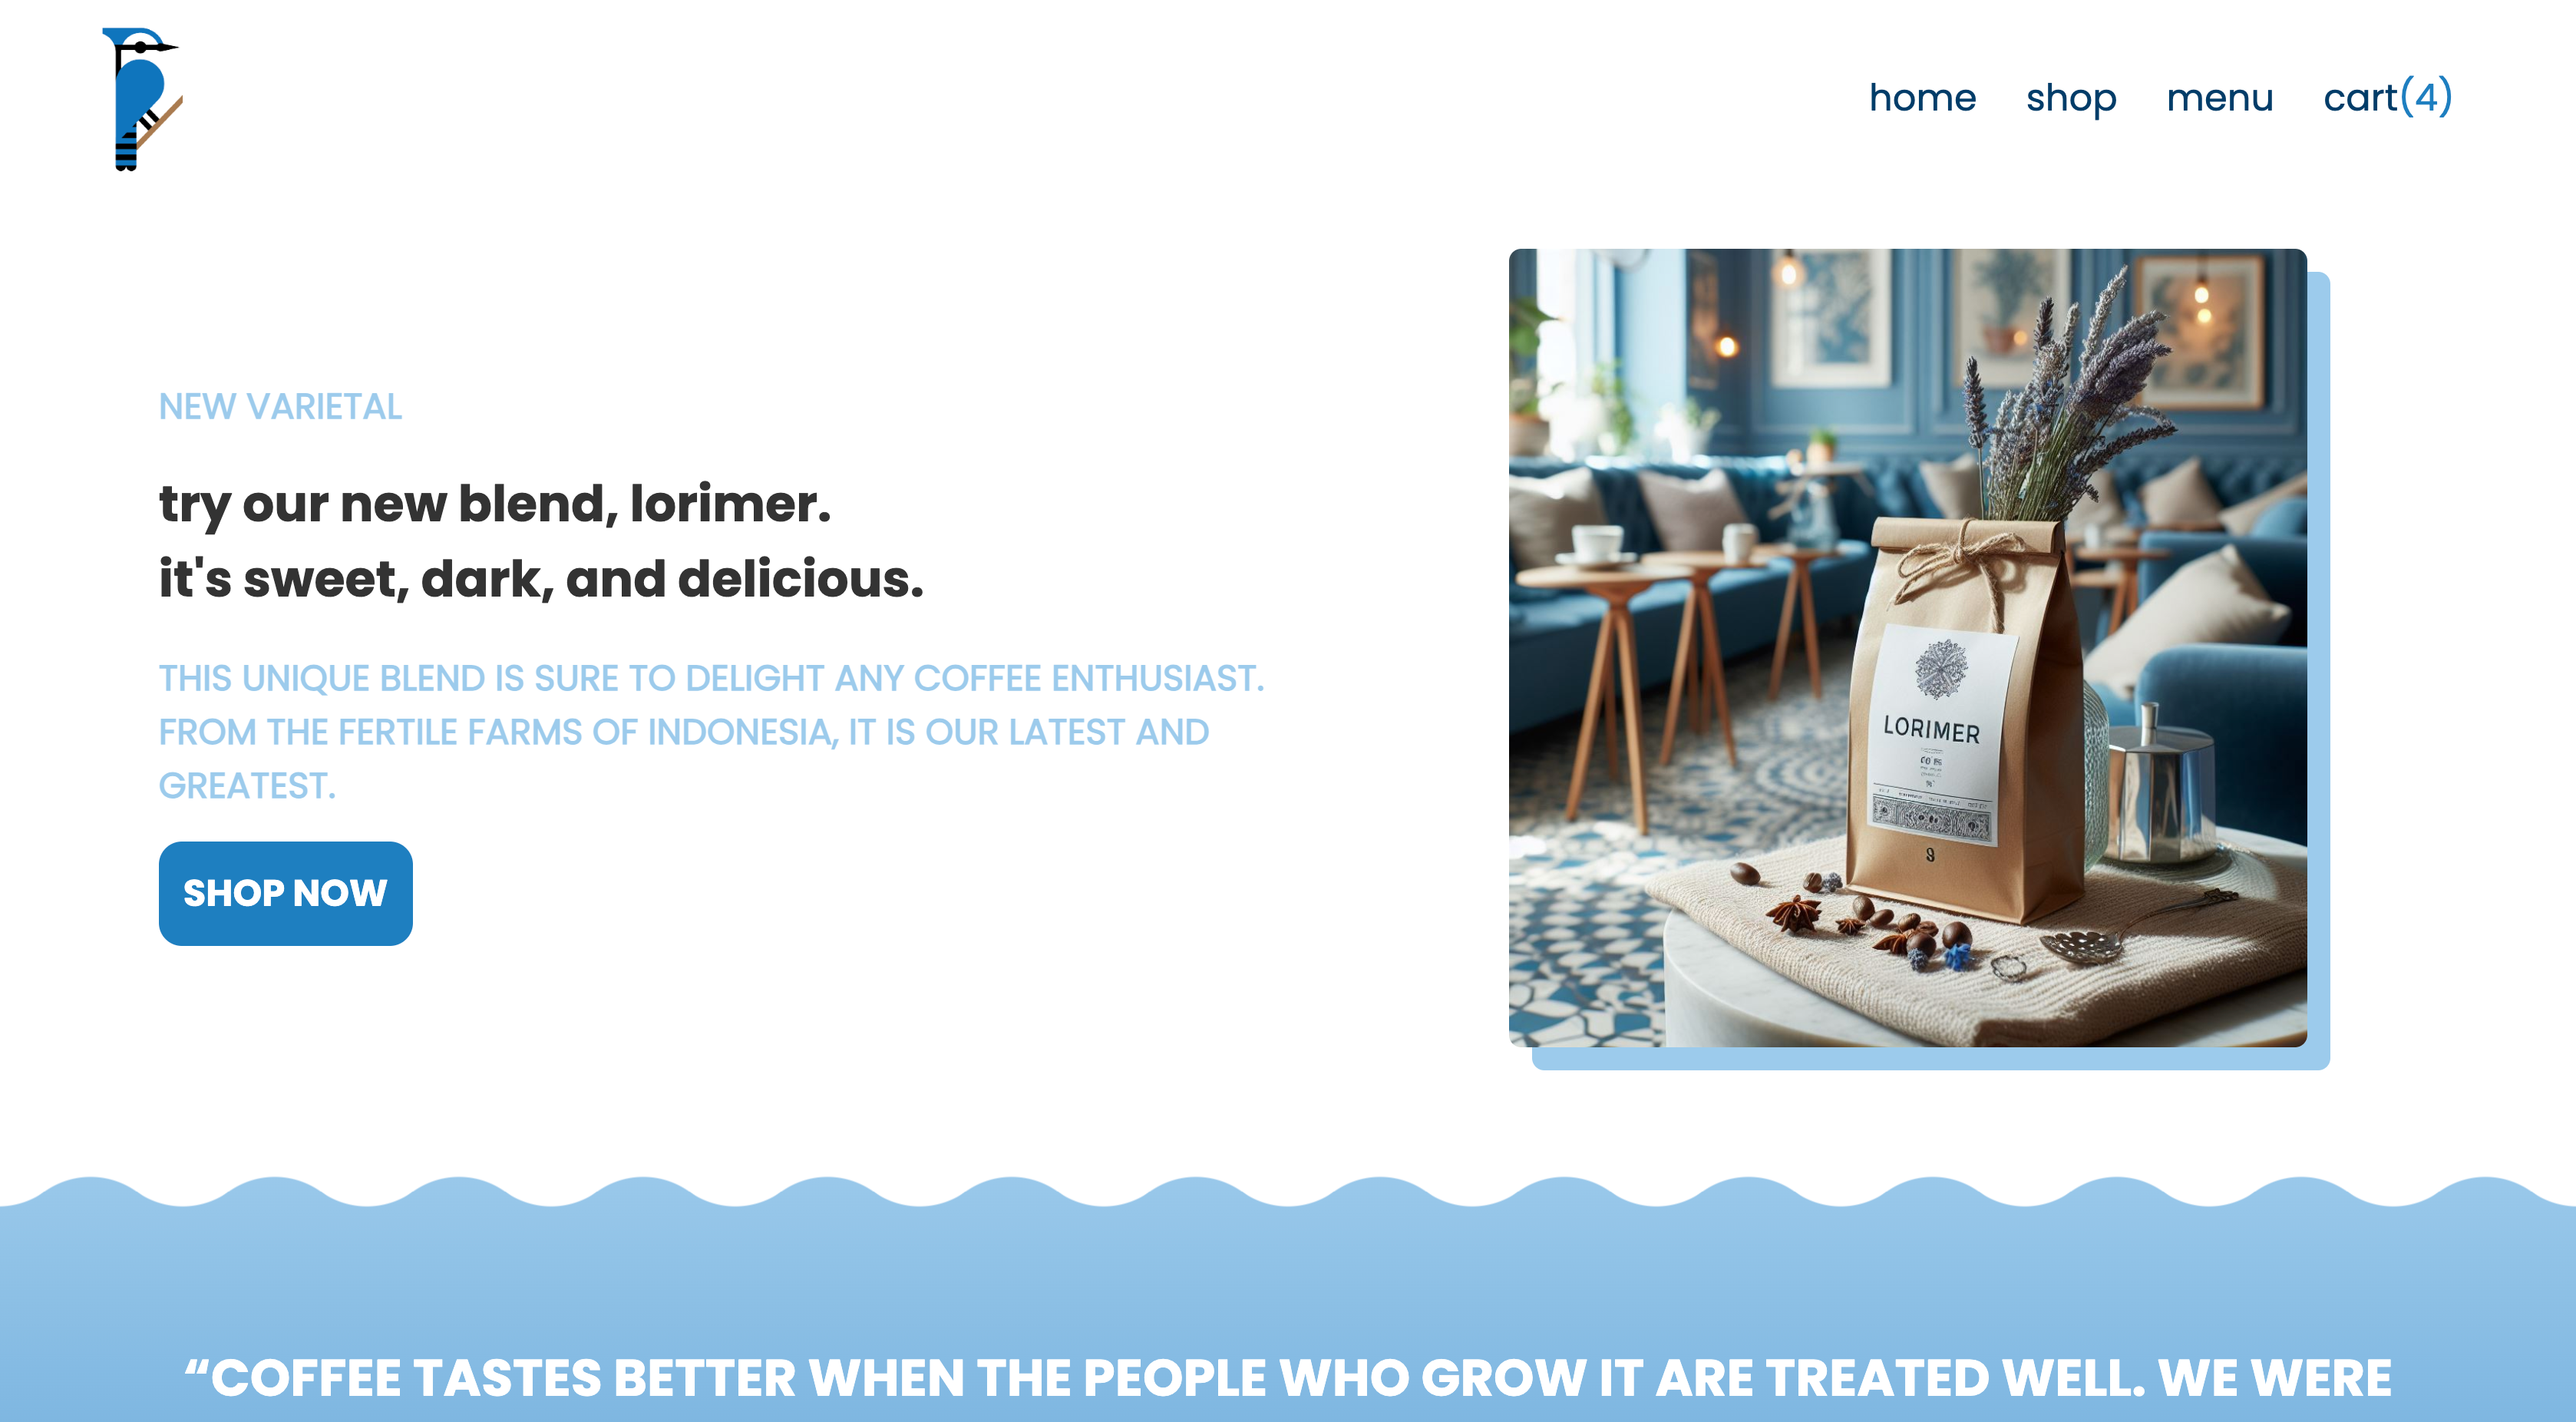 home shop menu cart(4)
NEW VARIETAL
try our new blend, lorimer.
it's sweet, dark, and delicious.
THIS UNIQUE BLEND IS SURE TO DELIGHT ANY COFFEE ENTHUSIAST.
FROM THE FERTILE FARMS OF INDONESIA, IT IS OUR LATEST AND
GREATEST.
SHOP NOW
LORIMER
“COFFEE TASTES BETTER WHEN THE PEOPLE WHO GROW IT ARE TREATED WELL. WE WERE